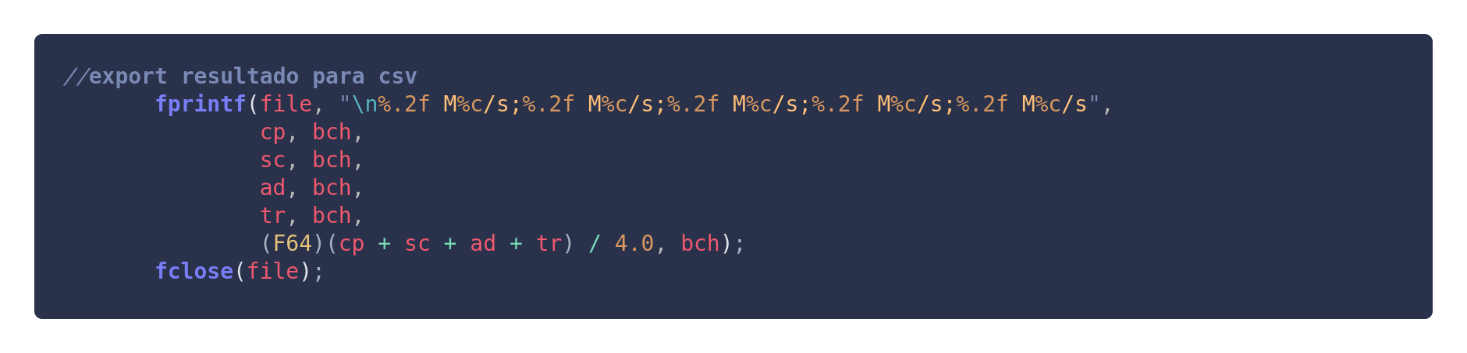 //export resultado para csv
fprintf(file, "\n%.2f M%c/s;%.2f M%c/s;%.2f M%c/s;%.2f M%c/s;%.2f M%c/s",
cp, bch,
sc, bch,
ad, bch,
tr, bch,
(F64)(cp + sc + ad + tr) / 4.0, bch);
fclose(file);